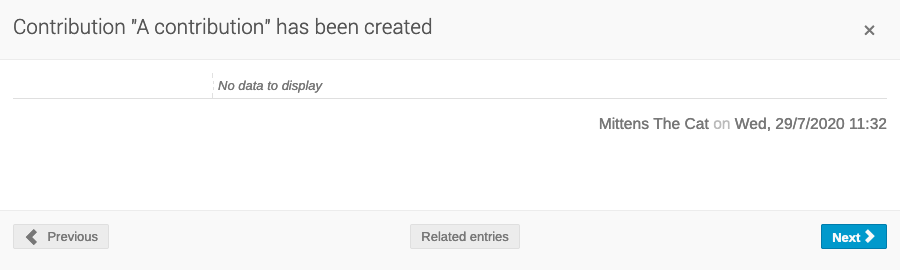 Contribution "A contribution" has been created
No data to display
Mittens The Cat on Wed, 29/7/2020 11:32
Previous
Related entries
Next